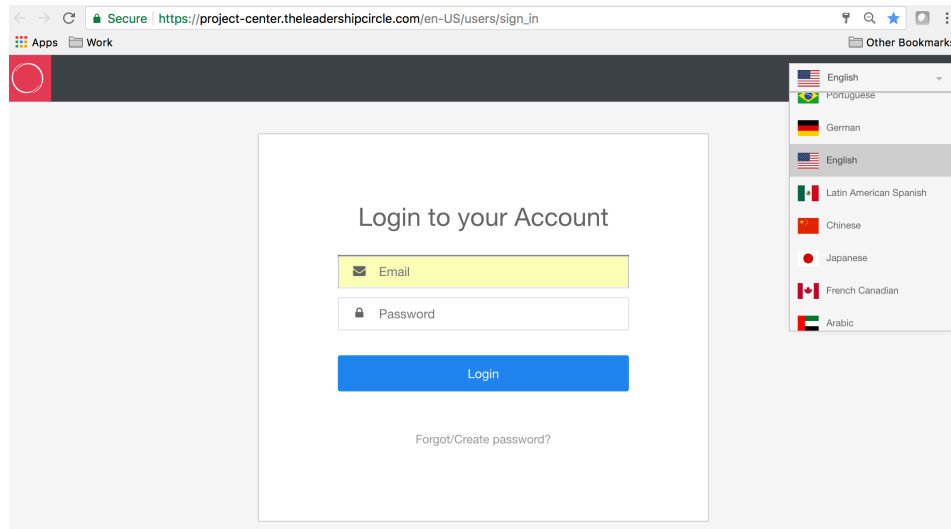 Secure https://project-center.theleadershipcircle.com/en-US/users/sign_in
Apps Work Other Bookmarks
English
Portuguese
German
English
Latin American Spanish
Chinese
Japanese
French Canadian
Arabic
Login to your Account
Email
Password
Login
Forgot/Create password?